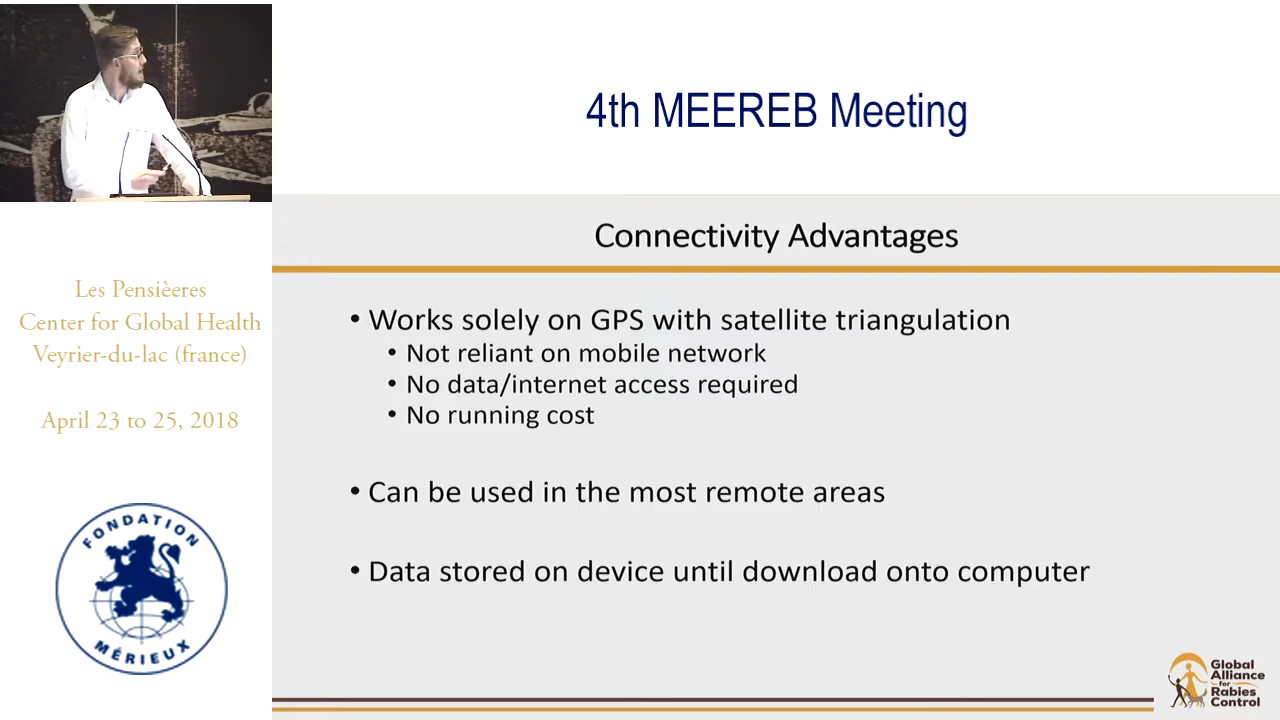 4th MEEREB Meeting
Connectivity Advantages
• Works solely on GPS with satellite triangulation
• Not reliant on mobile network
• No data/internet access required
• No running cost
• Can be used in the most remote areas
• Data stored on device until download onto computer
Les Pensièeres
Center for Global Health
Veyrier-du-lac (france)
April 23 to 25, 2018
FONDATION
MÉRIEUX
Global
Alliance
for
Rabies
Control